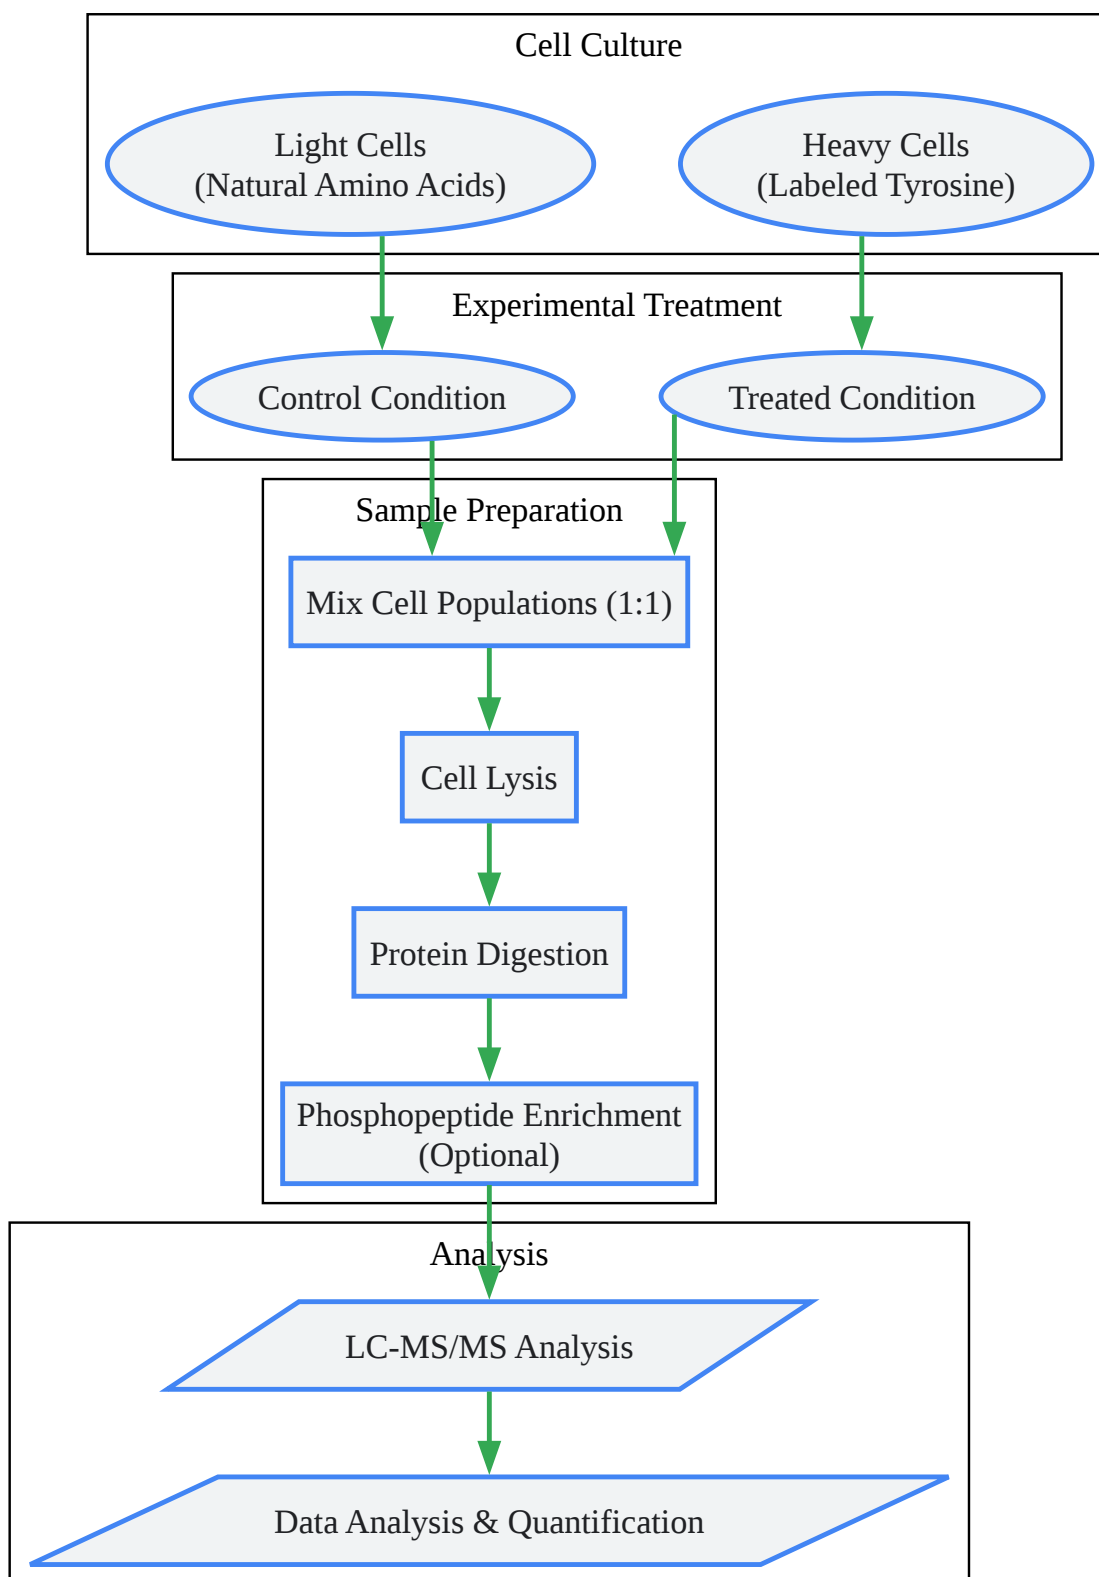 Cell Culture
Light Cells
(Natural Amino Acids)
Heavy Cells
(Labeled Tyrosine)
Experimental Treatment
Control Condition
Treated Condition
Sample Preparation
Mix Cell Populations (1:1)
Cell Lysis
Protein Digestion
Phosphopeptide Enrichment
(Optional)
Analysis
LC-MS/MS Analysis
Data Analysis & Quantification